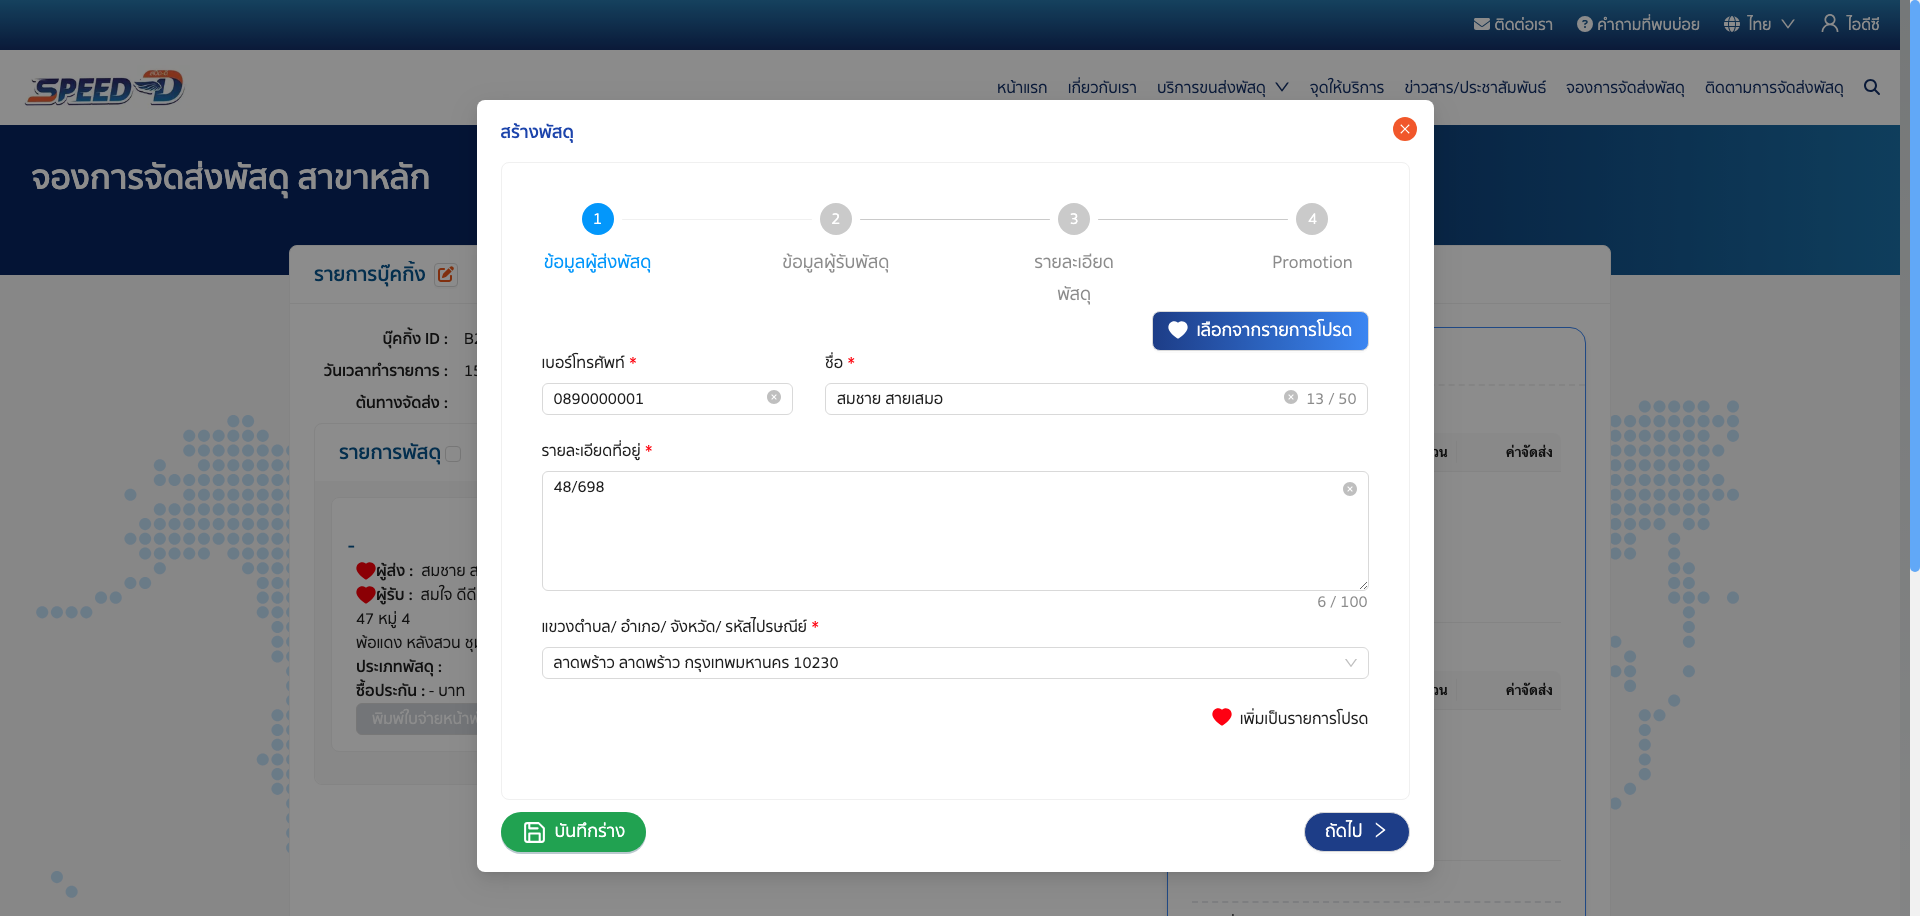 ติดต่อเรา
คำถามที่พบบ่อย
ไทย
ไอดีซี
SPEED-D
หน้าแรก
เกี่ยวกับเรา
บริการขนส่งพัสดุ
จุดให้บริการ
ข่าวสาร/ประชาสัมพันธ์
จองการจัดส่งพัสดุ
ติดตามการจัดส่งพัสดุ
จองการจัดส่งพัสดุ สาขาหลัก
รายการบุ๊คกิ้ง
บุ๊คกิ้ง ID :
วันเวลาทำรายการ :
ต้นทางจัดส่ง :
รายการพัสดุ
-
ผู้ส่ง : สมชาย
ผู้รับ : สมใจ ดีดี
47 หมู่ 4
พ้อแดง หลังสวน
ประเภทพัสดุ :
ซื้อประกัน : - บาท
พิมพ์ใบจ่ายหน้า
สร้างพัสดุ
1
2
3
4
ข้อมูลผู้ส่งพัสดุ
ข้อมูลผู้รับพัสดุ
รายละเอียด
พัสดุ
Promotion
เลือกจากรายการโปรด
เบอร์โทรศัพท์ *
ชื่อ *
0890000001
สมชาย สายเสมอ
13 / 50
รายละเอียดที่อยู่ *
48/698
6 / 100
แขวงตำบล/ อำเภอ/ จังหวัด/ รหัสไปรษณีย์ *
ลาดพร้าว ลาดพร้าว กรุงเทพมหานคร 10230
เพิ่มเป็นรายการโปรด
บันทึกร่าง
ถัดไป
ค่าจัดส่ง
ค่าจัดส่ง